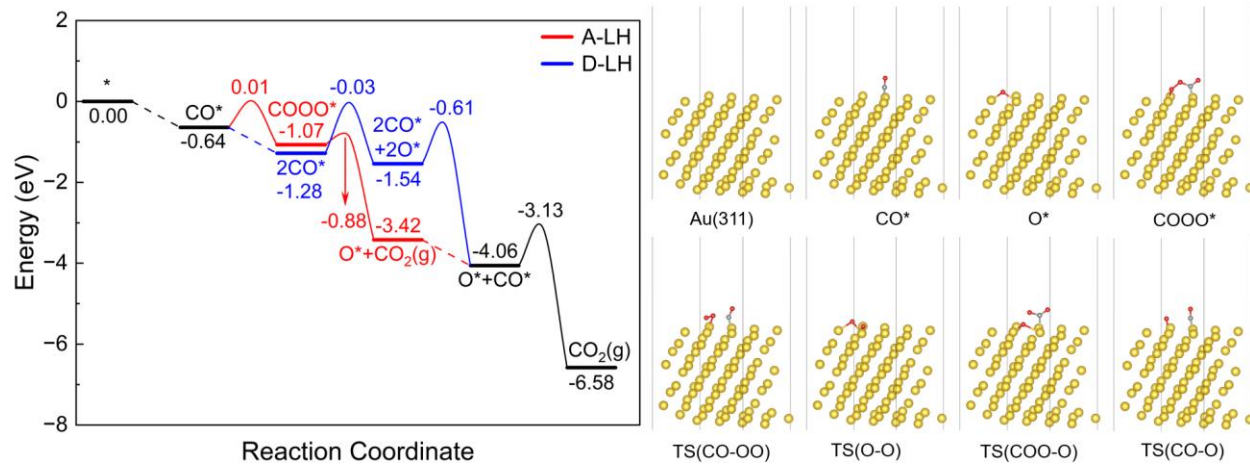 2
0
−2
−4
−6
−8
Energy (eV)
Reaction Coordinate
A-LH
D-LH
*
0.00
CO*
-0.64
0.01
COOO*
-1.07
2CO*
-1.28
-0.03
2CO*
+2O*
-1.54
-0.61
-0.88
-3.42
O*+CO₂(g)
-4.06
O*+CO*
-3.13
CO₂(g)
-6.58
Au(311)
CO*
O*
COOO*
TS(CO-OO)
TS(O-O)
TS(COO-O)
TS(CO-O)